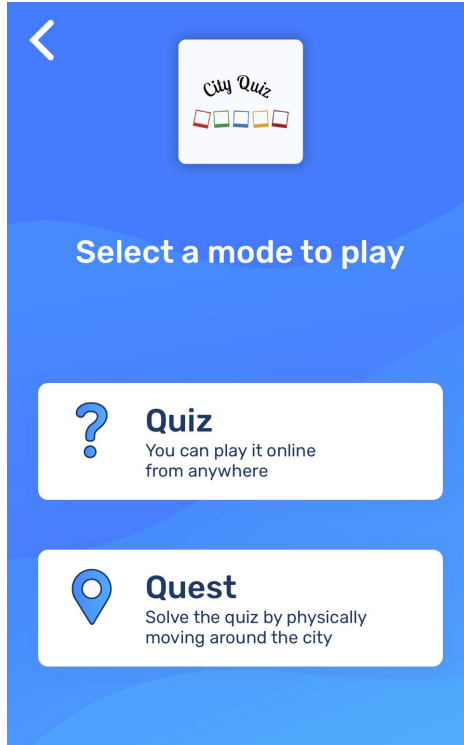 City Quiz
Select a mode to play
Quiz
You can play it online
from anywhere
Quest
Solve the quiz by physically
moving around the city